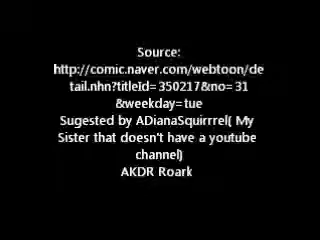 Source:
http://comic.naver.com/webtoon/de
tail.nhn?titleId=350217&no=31
&weekday=tue
Sugested by ADianaSquirrrel( My
Sister that doesn't have a youtube
channel)
AKDR Roark